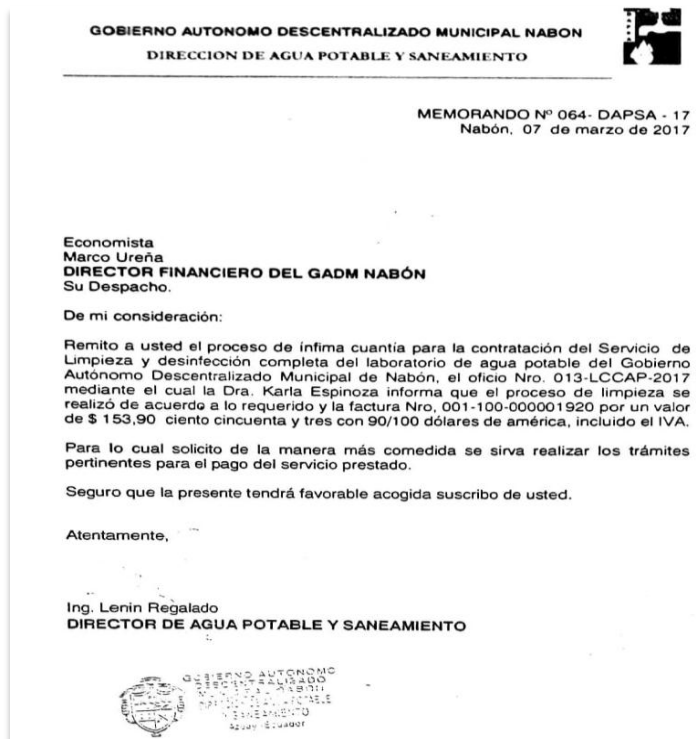 GOBIERNO AUTONOMO DESCENTRALIZADO MUNICIPAL NABON
DIRECCION DE AGUA POTABLE Y SANEAMIENTO
MEMORANDO Nº 064- DAPSA - 17
Nabón, 07 de marzo de 2017
Economista
Marco Ureña
DIRECTOR FINANCIERO DEL GADM NABÓN
Su Despacho.
De mi consideración:
Remito a usted el proceso de ínfima cuantía para la contratación del Servicio de
Limpieza y desinfección completa del laboratorio de agua potable del Gobierno
Autónomo Descentralizado Municipal de Nabón, el oficio Nro. 013-LCCAP-2017
mediante el cual la Dra. Karla Espinoza informa que el proceso de limpieza se
realizó de acuerdo a lo requerido y la factura Nro, 001-100-000001920 por un valor
de $ 153,90 ciento cincuenta y tres con 90/100 dólares de américa, incluido el IVA.
Para lo cual solicito de la manera más comedida se sirva realizar los trámites
pertinentes para el pago del servicio prestado.
Seguro que la presente tendrá favorable acogida suscribo de usted.
Atentamente,
Ing. Lenin Regalado
DIRECTOR DE AGUA POTABLE Y SANEAMIENTO
GOBIERNO AUTONOMO
DESCENTRALIZADO
Y SANEAMIENTO
Azuay - Ecuador